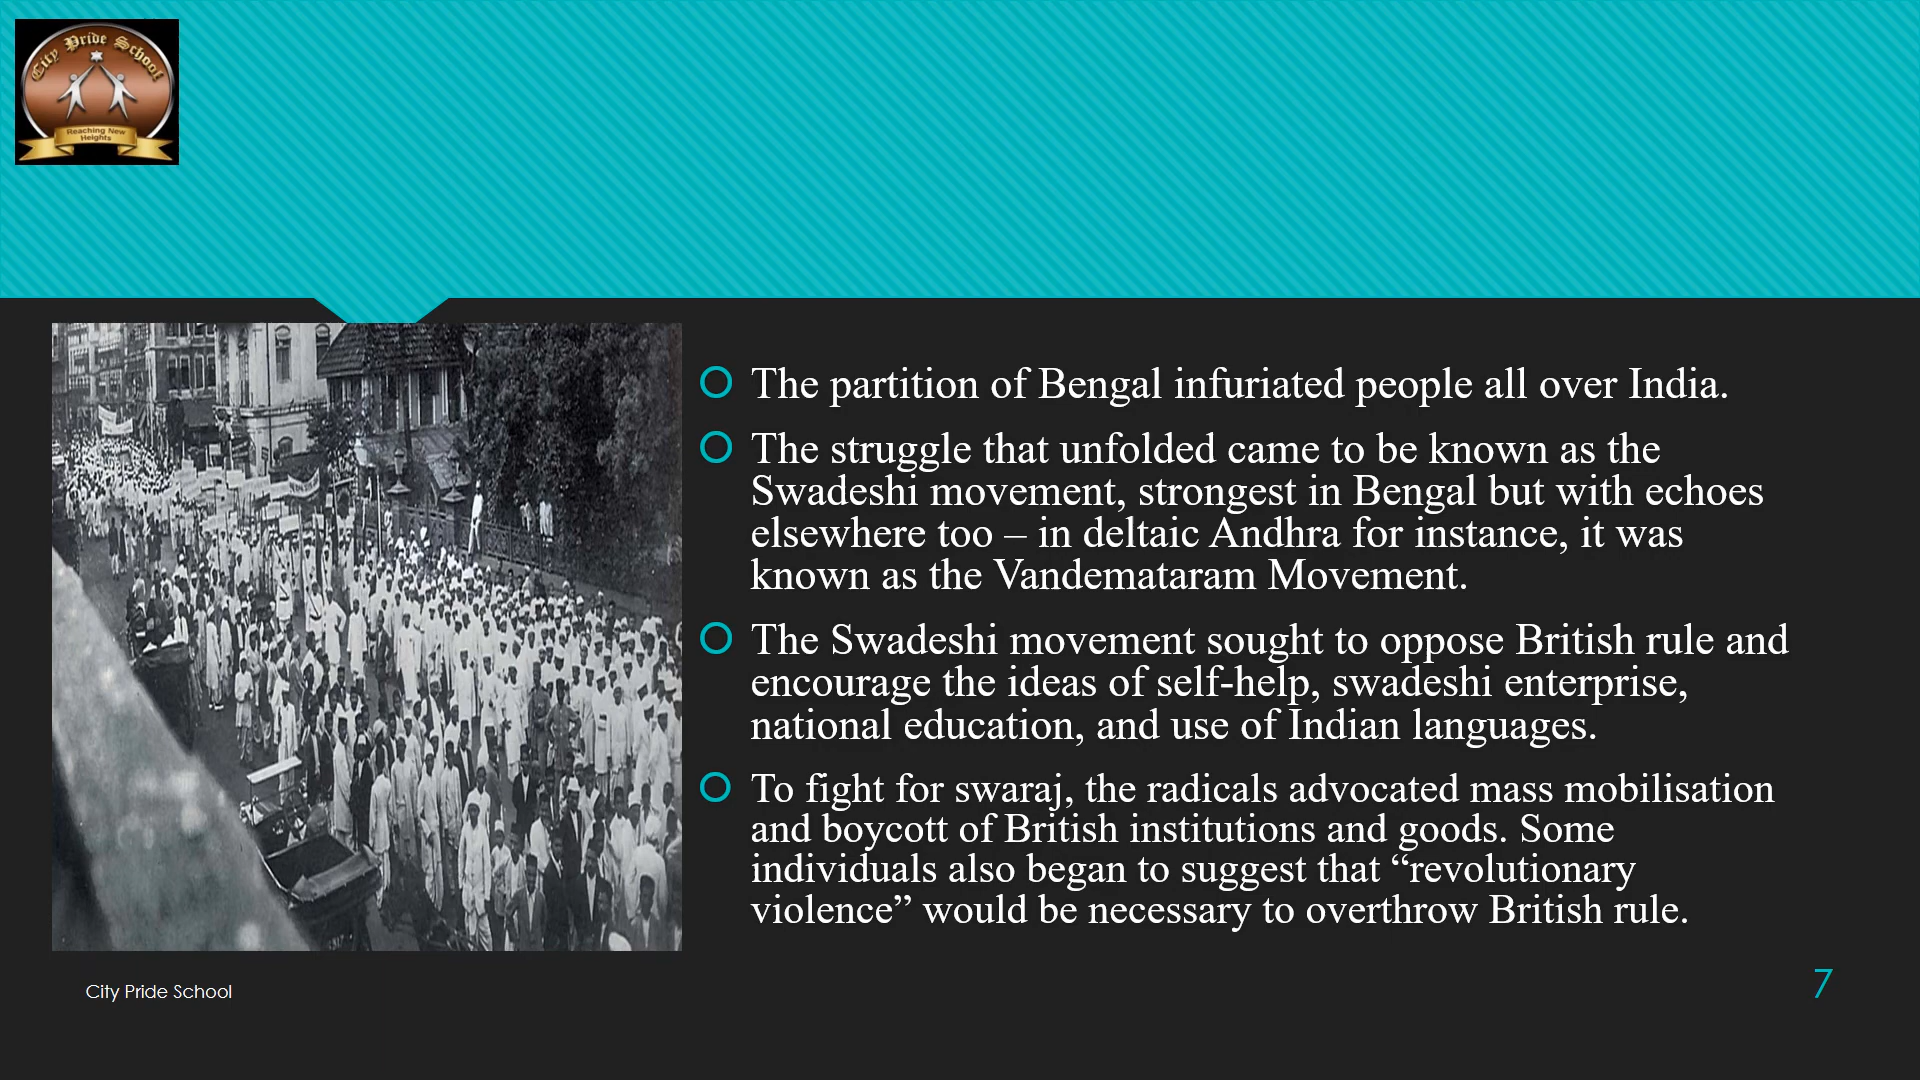 City Pride School
Reaching New
Heights
The partition of Bengal infuriated people all over India.
The struggle that unfolded came to be known as the
Swadeshi movement, strongest in Bengal but with echoes
elsewhere too – in deltaic Andhra for instance, it was
known as the Vandemataram Movement.
The Swadeshi movement sought to oppose British rule and
encourage the ideas of self-help, swadeshi enterprise,
national education, and use of Indian languages.
To fight for swaraj, the radicals advocated mass mobilisation
and boycott of British institutions and goods. Some
individuals also began to suggest that “revolutionary
violence” would be necessary to overthrow British rule.
City Pride School
7